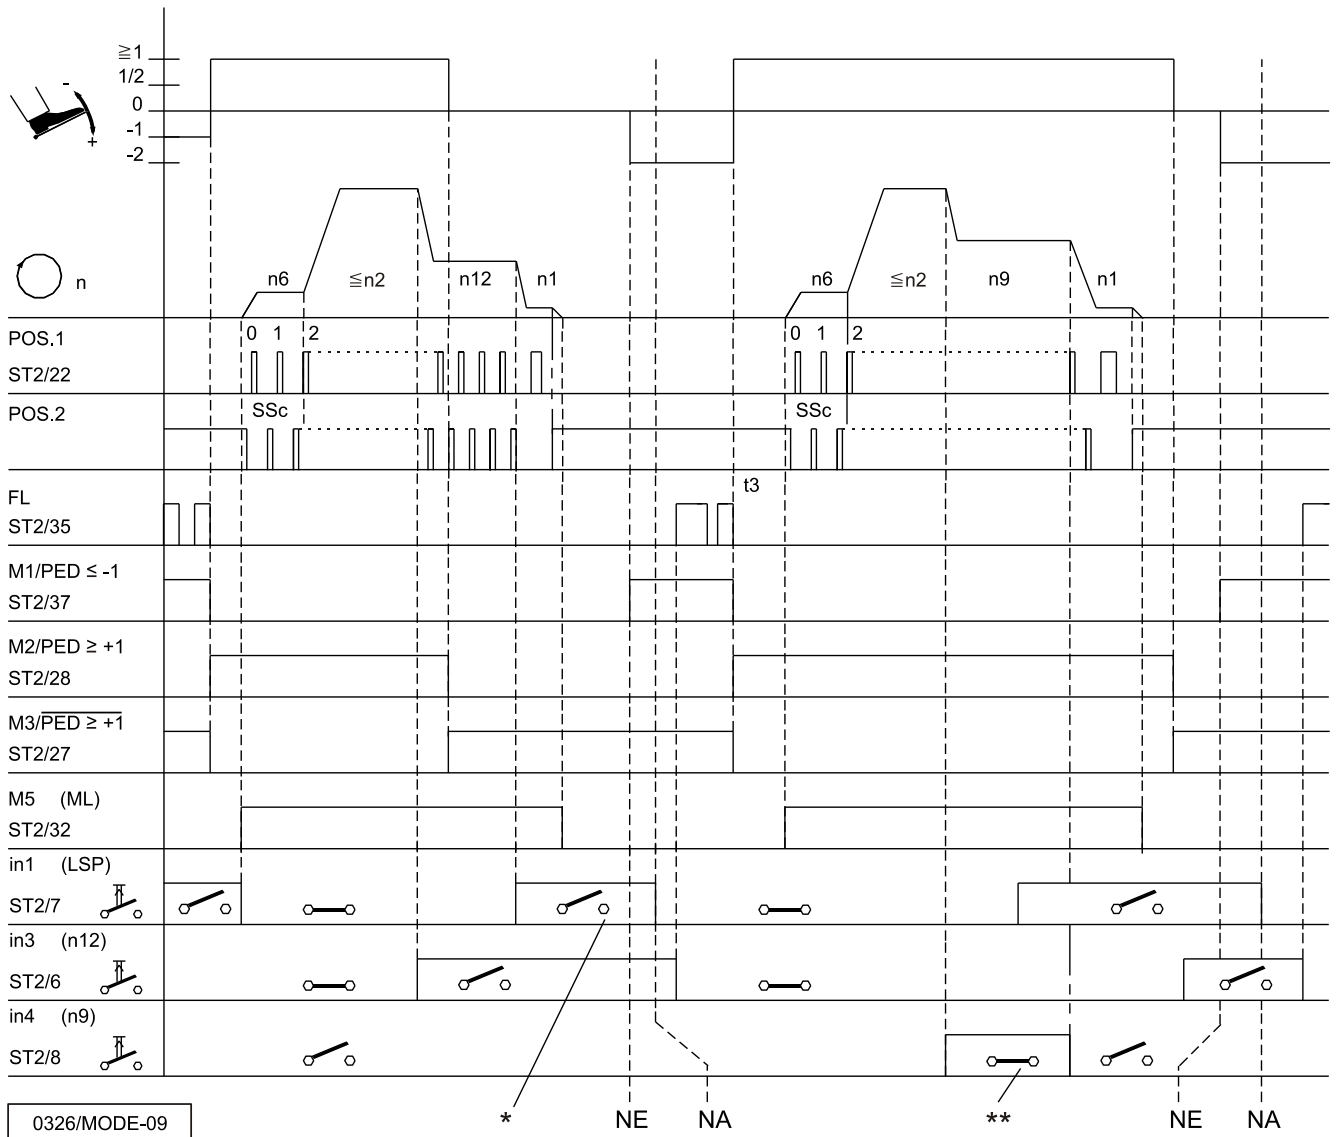 ≧1
1/2
0
-1
-2
-
+
n
n6 ≦n2 n12 n1 n6 ≦n2 n9 n1
POS.1 0 1 2 0 1 2
ST2/22
POS.2 SSc SSc
FL t3
ST2/35
M1/PED ≤ -1
ST2/37
M2/PED ≥ +1
ST2/28
M3/PED ≥ +1
ST2/27
M5 (ML)
ST2/32
in1 (LSP)
ST2/7
in3 (n12)
ST2/6
in4 (n9)
ST2/8
0326/MODE-09 * NE NA ** NE NA